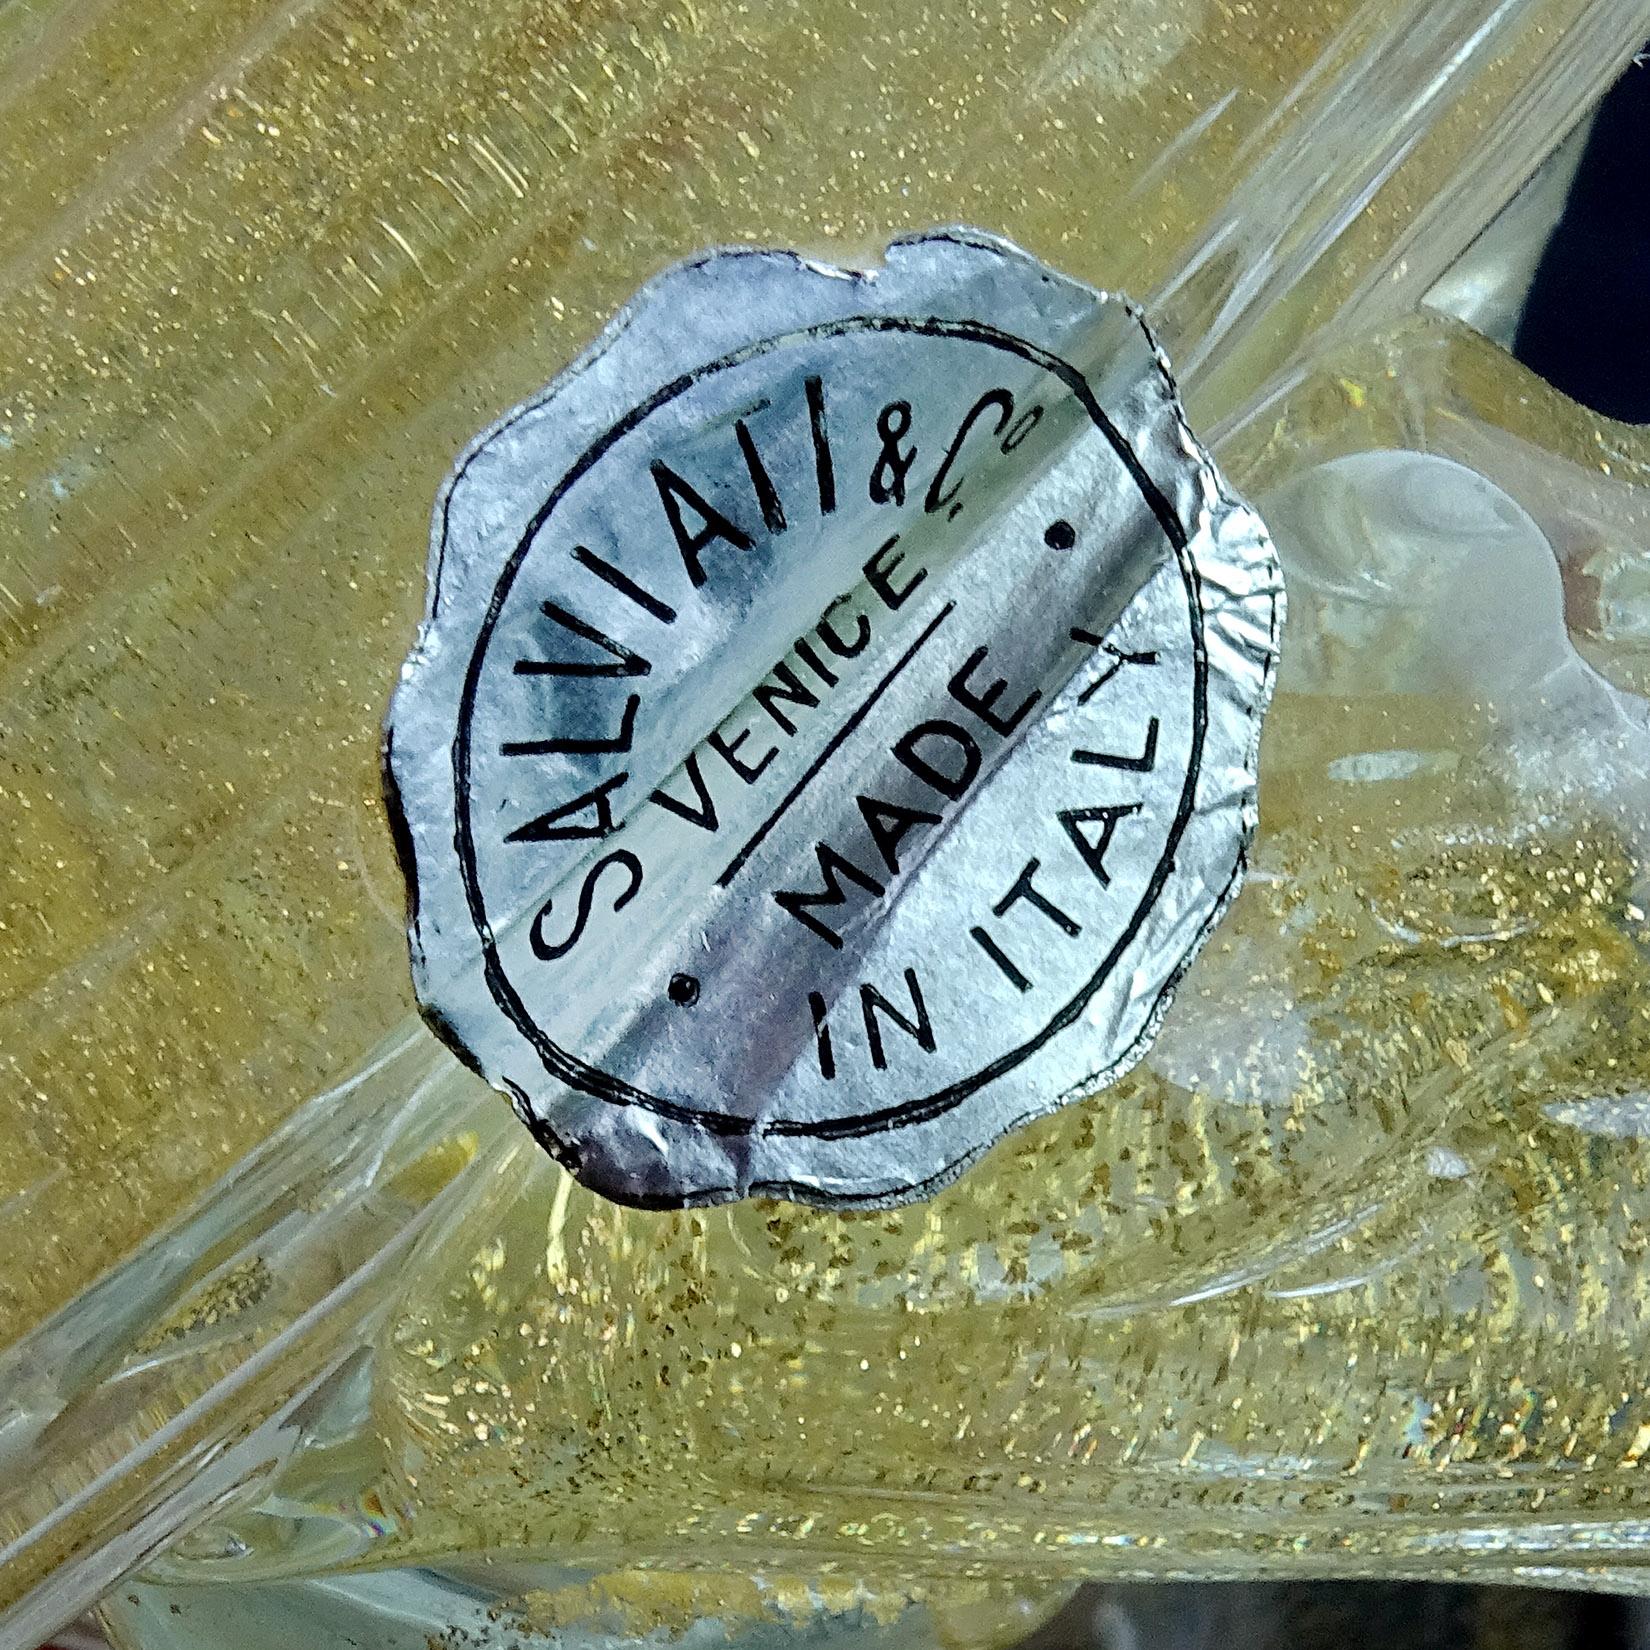 SALVIATI & Co.
VENICE
MADE
IN ITALY